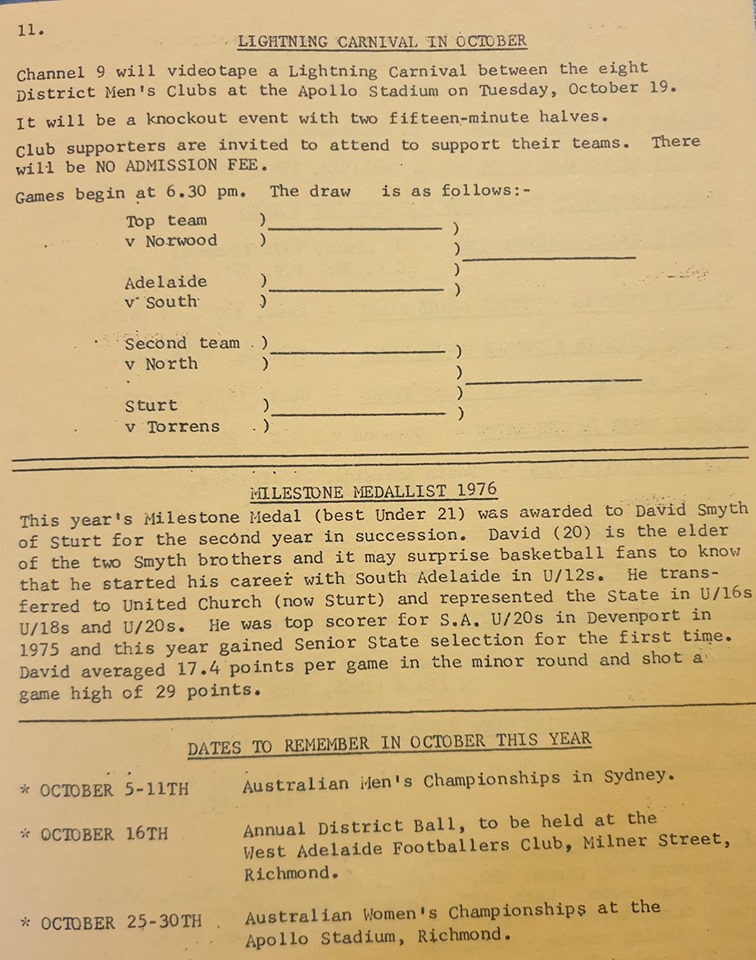 11.
LIGHTNING CARNIVAL IN OCTOBER
Channel 9 will videotape a Lightning Carnival between the eight
District Men's Clubs at the Apollo Stadium on Tuesday, October 19.
It will be a knockout event with two fifteen-minute halves.
Club supporters are invited to attend to support their teams. There
will be NO ADMISSION FEE.
Games begin at 6.30 pm. The draw is as follows:-
Top team )
v Norwood )
Adelaide )
v South )
Second team )
v North )
Sturt )
v Torrens )
MILESTONE MEDALLIST 1976
This year's Milestone Medal (best Under 21) was awarded to David Smyth
of Sturt for the second year in succession. David (20) is the elder
of the two Smyth brothers and it may surprise basketball fans to know
that he started his career with South Adelaide in U/12s. He trans-
ferred to United Church (now Sturt) and represented the State in U/16s
U/18s and U/20s. He was top scorer for S.A. U/20s in Devenport in
1975 and this year gained Senior State selection for the first time.
David averaged 17.4 points per game in the minor round and shot a
game high of 29 points.
DATES TO REMEMBER IN OCTOBER THIS YEAR
* OCTOBER 5-11TH Australian Men's Championships in Sydney.
* OCTOBER 16TH Annual District Ball, to be held at the
West Adelaide Footballers Club, Milner Street,
Richmond.
* OCTOBER 25-30TH Australian Women's Championships at the
Apollo Stadium, Richmond.